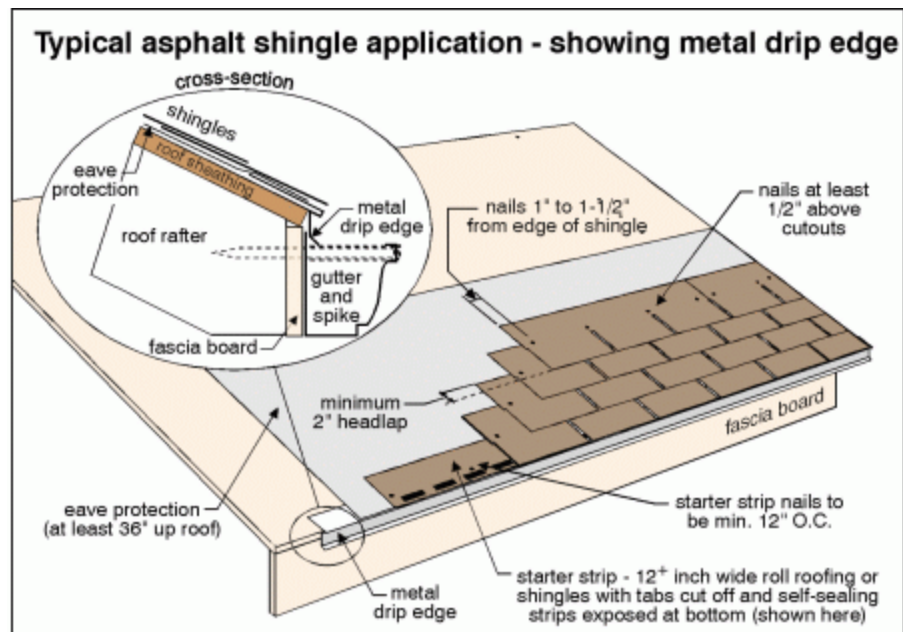 Typical asphalt shingle application - showing metal drip edge
cross-section
shingles
roof sheathing
eave
protection
roof rafter
metal
drip edge
gutter
and
spike
fascia board
nails 1" to 1-1/2"
from edge of shingle
nails at least
1/2" above
cutouts
minimum
2" headlap
fascia board
eave protection
(at least 36" up roof)
starter strip nails to
be min. 12" O.C.
metal
drip edge
starter strip - 12+ inch wide roll roofing or
shingles with tabs cut off and self-sealing
strips exposed at bottom (shown here)